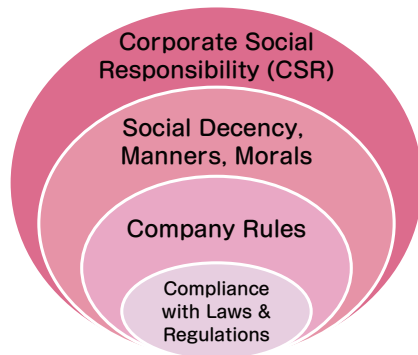 Corporate Social
Responsibility (CSR)
Social Decency,
Manners, Morals
Company Rules
Compliance
with Laws &
Regulations